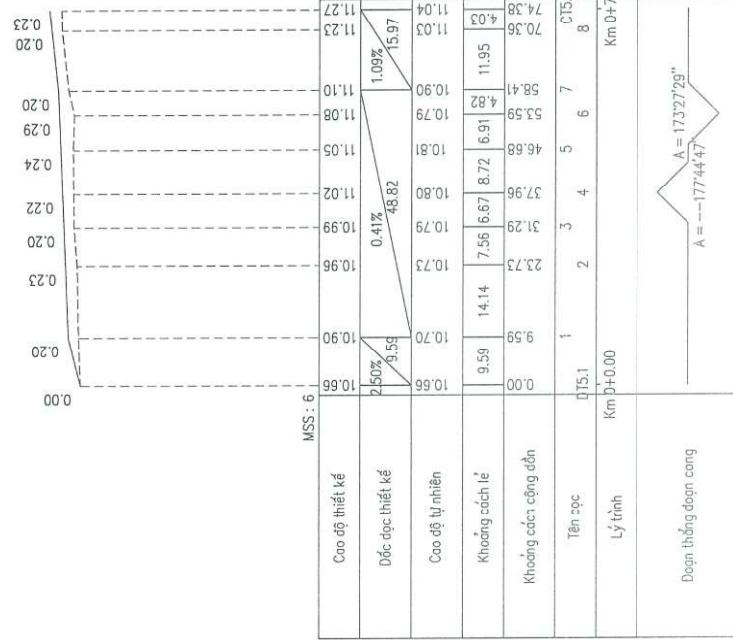 0.00 0.20 0.23 0.20 0.22 0.24 0.29 0.20 0.20 0.23
MSS : 6
Cao độ thiết kế 10.66 10.90 10.96 10.99 11.02 11.05 11.08 11.10 11.23 11.27
Dốc dọc thiết kế 2.50% 9.59 0.41% 48.82 1.09% 15.97
Cao độ tự nhiên 10.66 10.70 10.73 10.79 10.80 10.81 10.79 10.90 11.03 11.04
Khoảng cách lẻ 9.59 14.14 7.56 6.67 8.72 6.91 4.82 11.95 4.03
Khoảng cách cộng dồn 0.00 9.59 23.73 31.29 37.96 46.68 53.59 58.41 70.36 74.38
Tên cọc DT5.1 1 2 3 4 5 6 7 8 CT5.
Lý trình Km 0+0.00 Km 0+7
Đoạn thẳng đoạn cong A = ---177°44'47" A = 173°27'29"